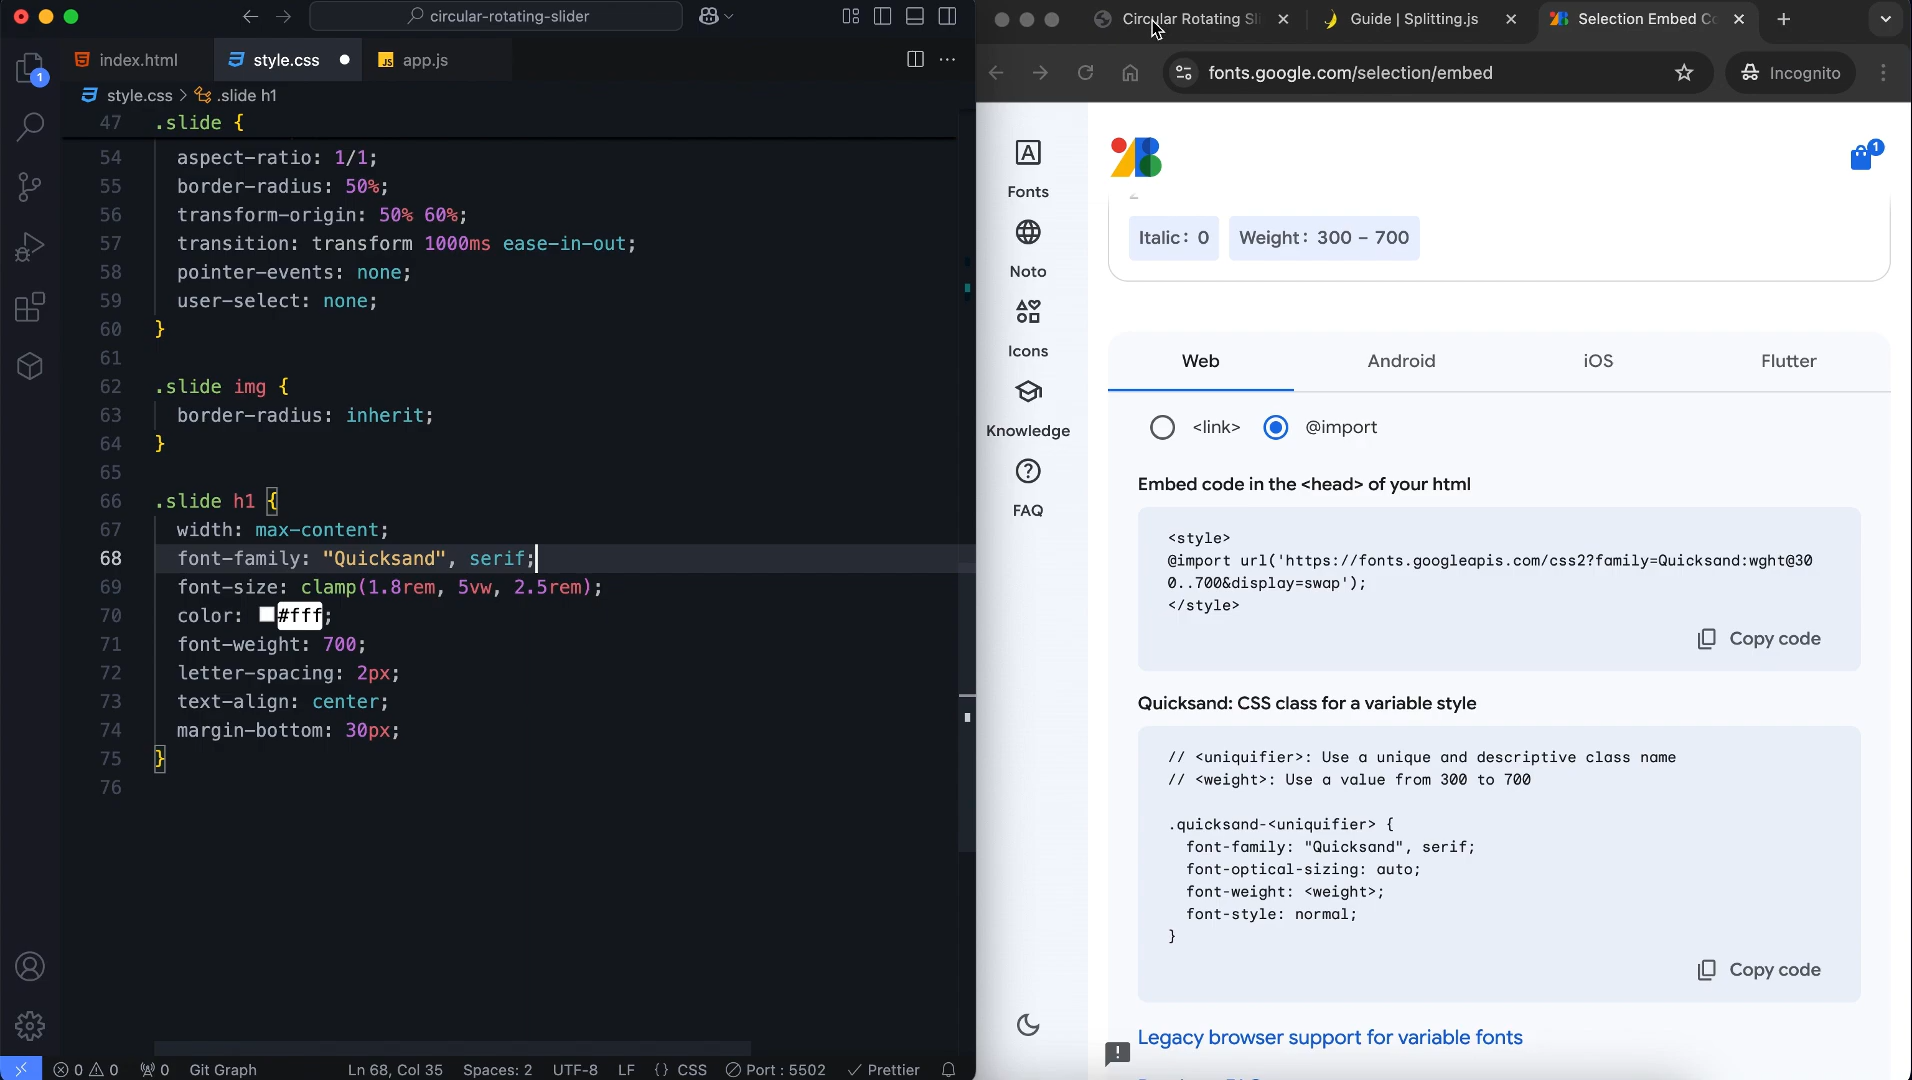 circular-rotating-slider
index.html
style.css
app.js
style.css > .slide h1
47 .slide {
54 aspect-ratio: 1/1;
55 border-radius: 50%;
56 transform-origin: 50% 60%;
57 transition: transform 1000ms ease-in-out;
58 pointer-events: none;
59 user-select: none;
60 }
61
62 .slide img {
63 border-radius: inherit;
64 }
65
66 .slide h1 {
67 width: max-content;
68 font-family: "Quicksand", serif;
69 font-size: clamp(1.8rem, 5vw, 2.5rem);
70 color: #fff;
71 font-weight: 700;
72 letter-spacing: 2px;
73 text-align: center;
74 margin-bottom: 30px;
75 }
76
1
0 0 0 Git Graph Ln 68, Col 35 Spaces: 2 UTF-8 LF {} CSS Port : 5502 Prettier
Circular Rotating Sl
Guide | Splitting.js
Selection Embed Co
fonts.google.com/selection/embed
Incognito
Fonts
Noto
Icons
Knowledge
FAQ
1
Italic: 0
Weight: 300 – 700
Web
Android
iOS
Flutter
<link>
@import
Embed code in the <head> of your html
<style>
@import url('https://fonts.googleapis.com/css2?family=Quicksand:wght@30
0..700&display=swap');
</style>
Copy code
Quicksand: CSS class for a variable style
// <uniquifier>: Use a unique and descriptive class name
// <weight>: Use a value from 300 to 700
.quicksand-<uniquifier> {
font-family: "Quicksand", serif;
font-optical-sizing: auto;
font-weight: <weight>;
font-style: normal;
}
Copy code
Legacy browser support for variable fonts